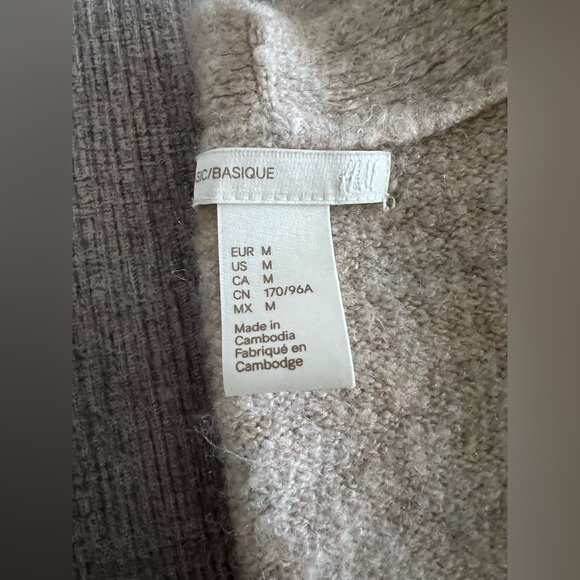 SIC/BASIQUE H&M
EUR M
US M
CA M
CN 170/96A
MX M
Made in
Cambodia
Fabriqué en
Cambodge